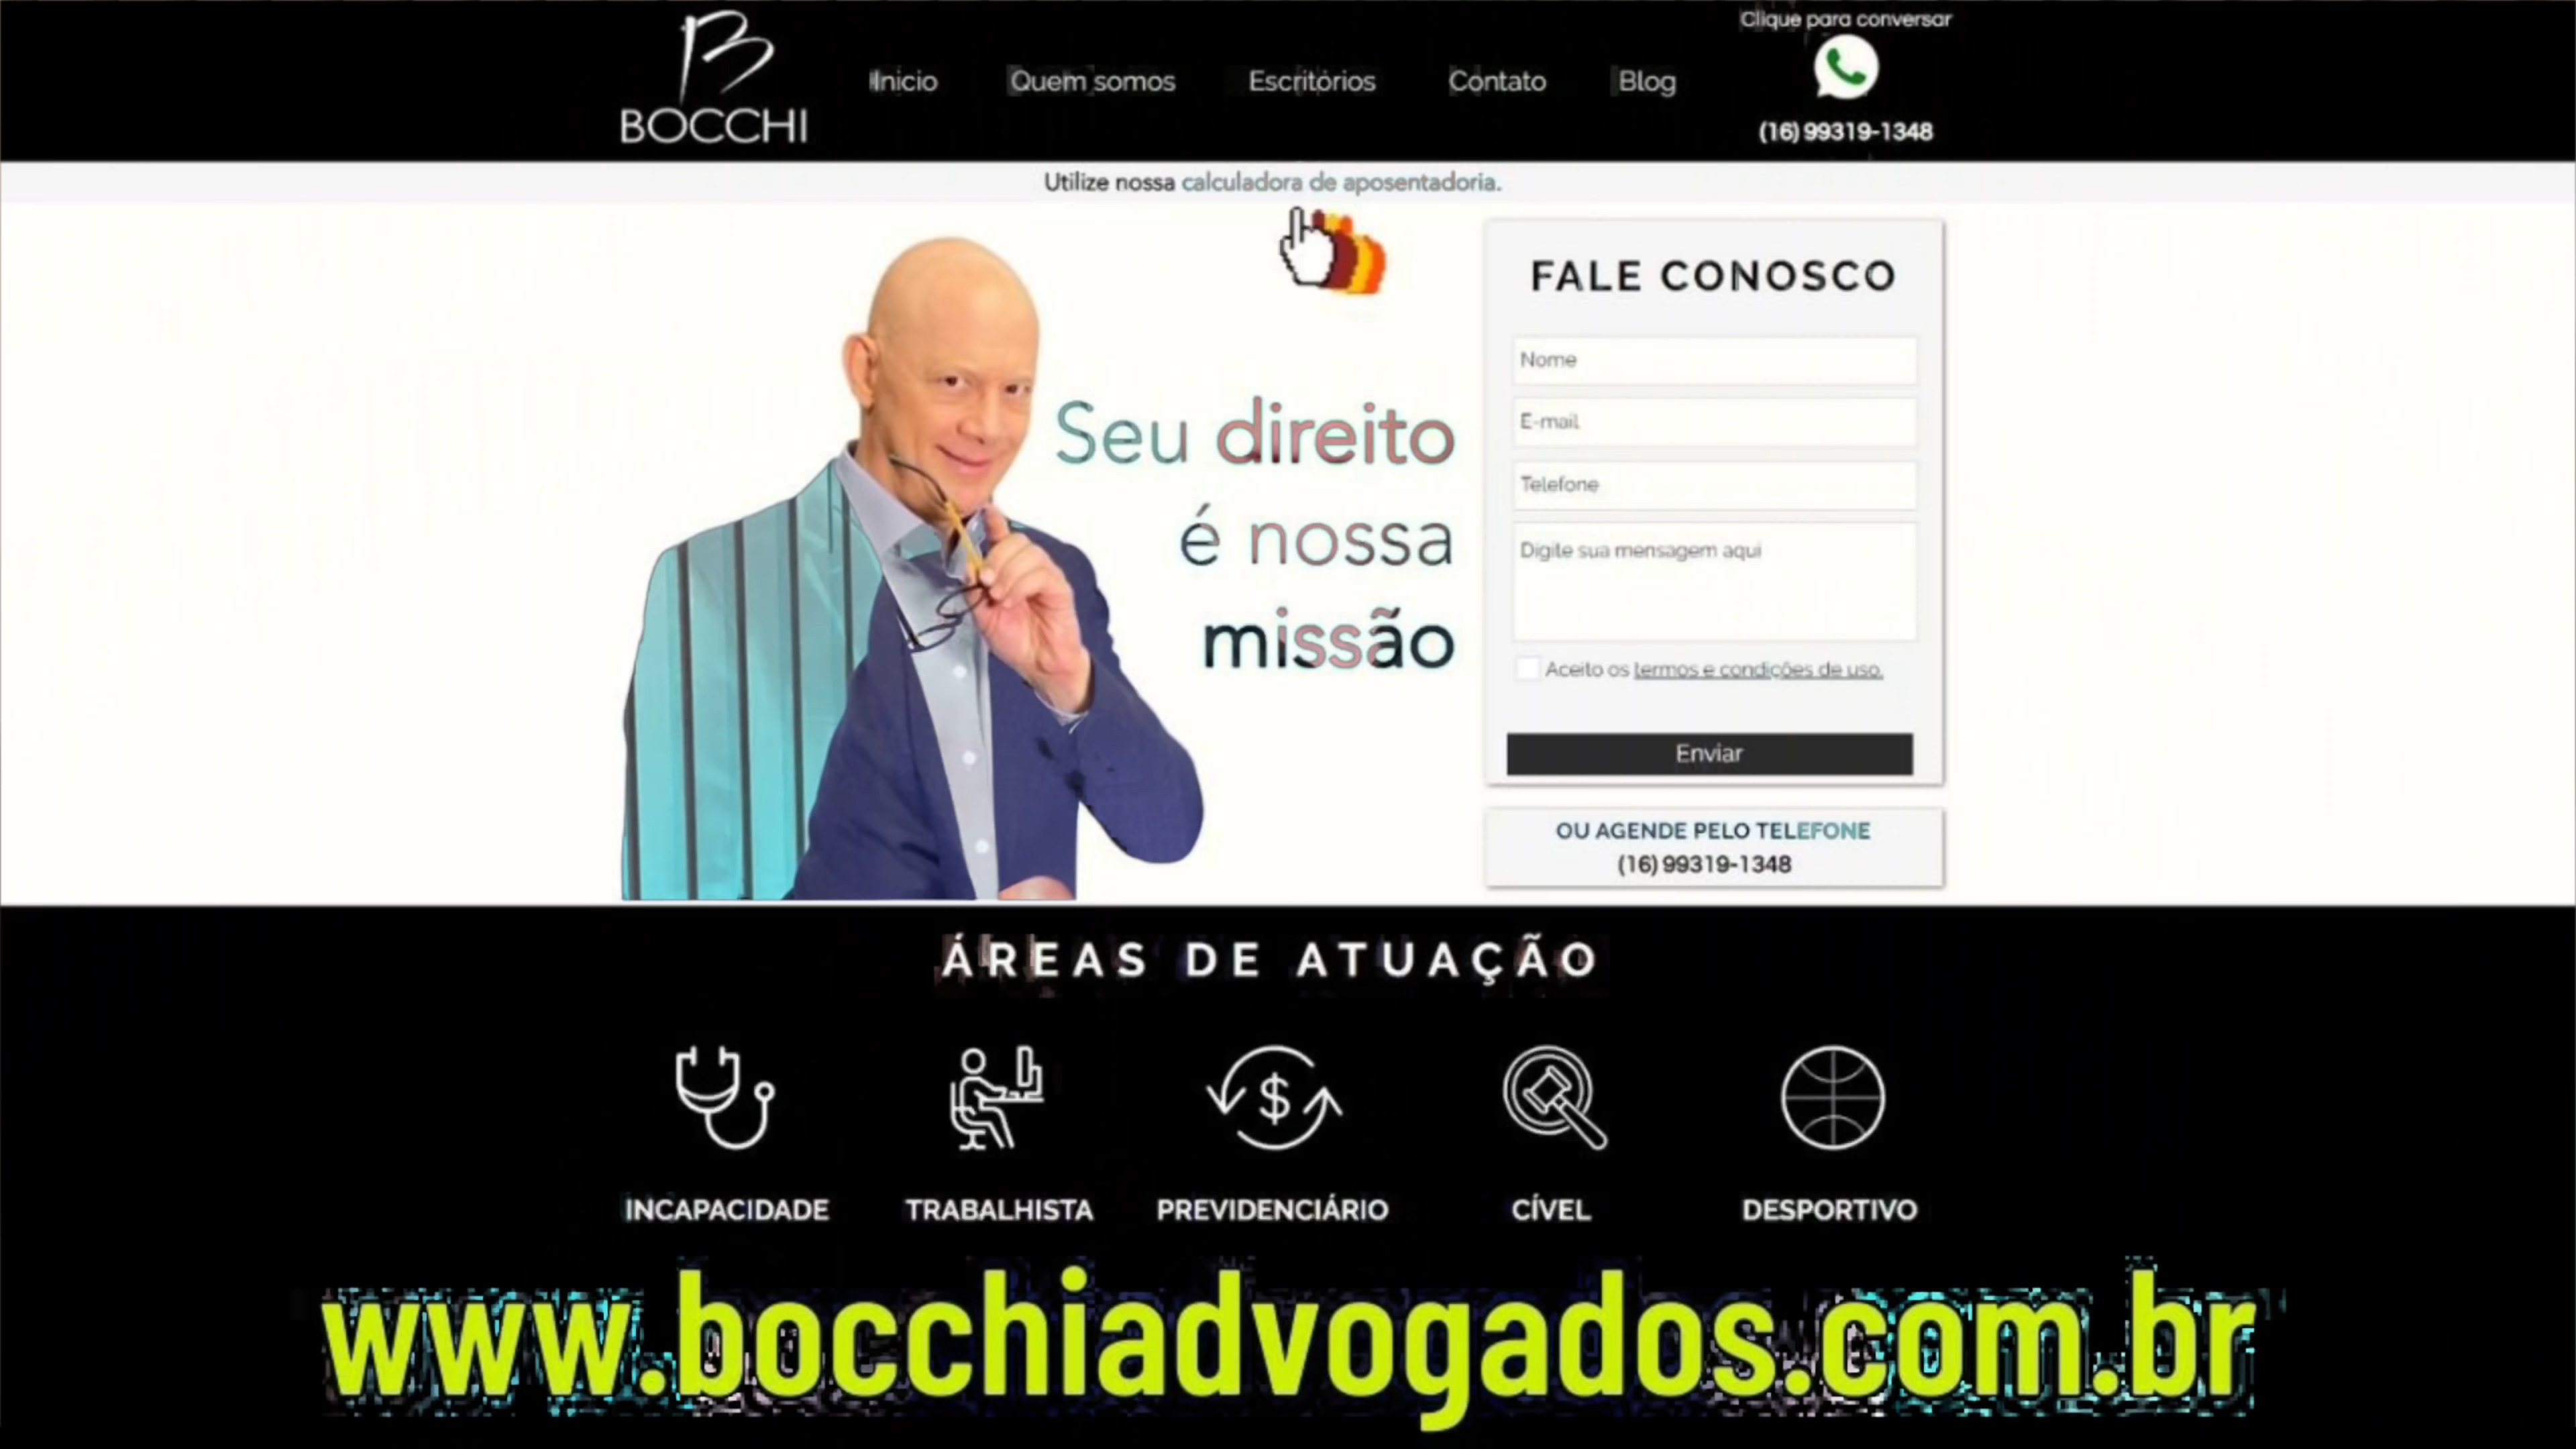 Clique para conversar
BOCCHI
Início
Quem somos
Escritórios
Contato
Blog
(16) 99319-1348
Utilize nossa calculadora de aposentadoria.
Seu direito
é nossa
missão
FALE CONOSCO
Nome
E-mail
Telefone
Digite sua mensagem aqui
Aceito os termos e condições de uso.
Enviar
OU AGENDE PELO TELEFONE
(16) 99319-1348
ÁREAS DE ATUAÇÃO
INCAPACIDADE
TRABALHISTA
PREVIDENCIÁRIO
CÍVEL
DESPORTIVO
www.bocchiadvogados.com.br